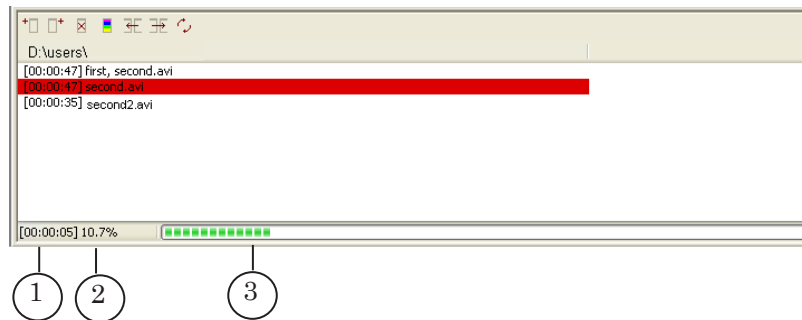 D:\users\
[00:00:47] first, second.avi
[00:00:47] second.avi
[00:00:35] second2.avi
[00:00:05] 10.7%
1 2 3